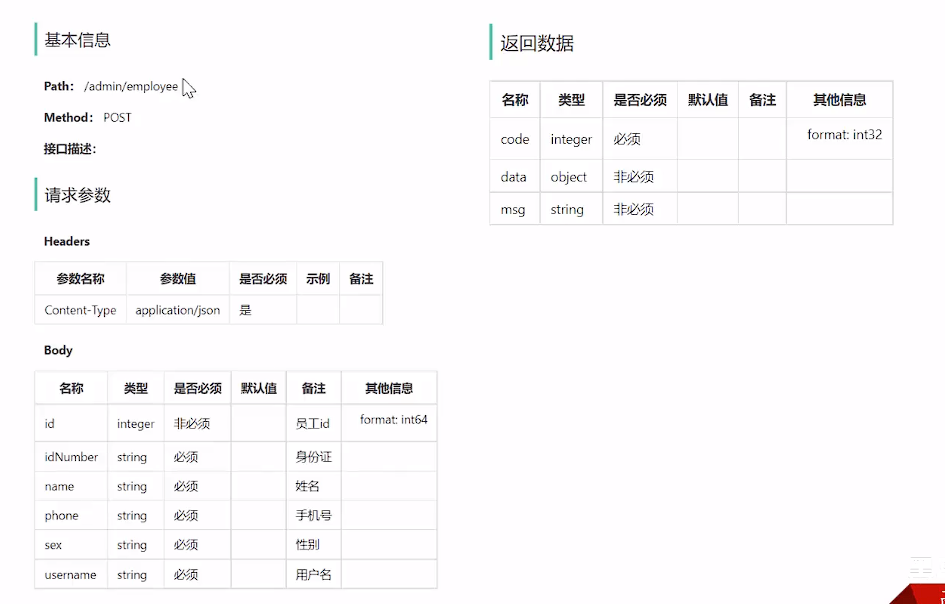 基本信息
Path: /admin/employee
Method: POST
接口描述:
请求参数
Headers
参数名称 参数值 是否必须 示例 备注
Content-Type application/json 是
Body
名称 类型 是否必须 默认值 备注 其他信息
id integer 非必须 员工id format: int64
idNumber string 必须 身份证
name string 必须 姓名
phone string 必须 手机号
sex string 必须 性别
username string 必须 用户名
返回数据
名称 类型 是否必须 默认值 备注 其他信息
code integer 必须 format: int32
data object 非必须
msg string 非必须